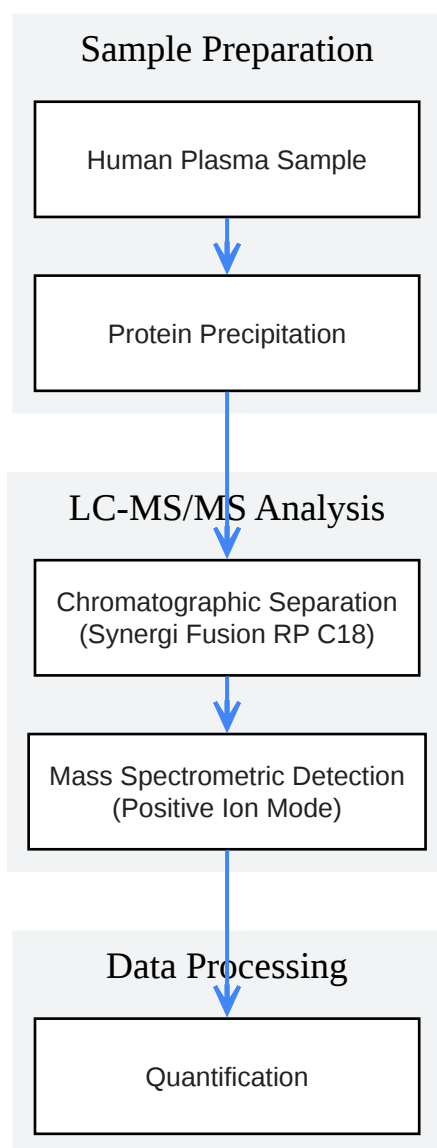 Sample Preparation
Human Plasma Sample
Protein Precipitation
LC-MS/MS Analysis
Chromatographic Separation
(Synergi Fusion RP C18)
Mass Spectrometric Detection
(Positive Ion Mode)
Data Processing
Quantification